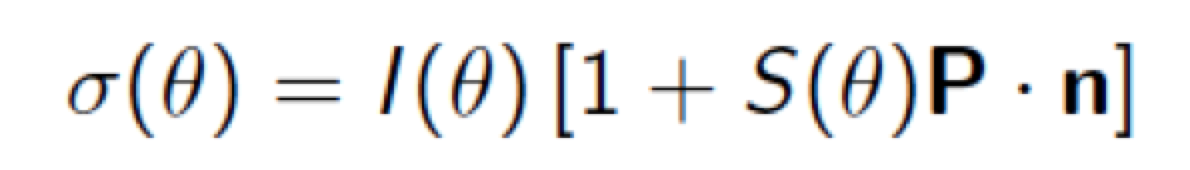 σ(θ) = I(θ) [1 + S(θ)P · n]